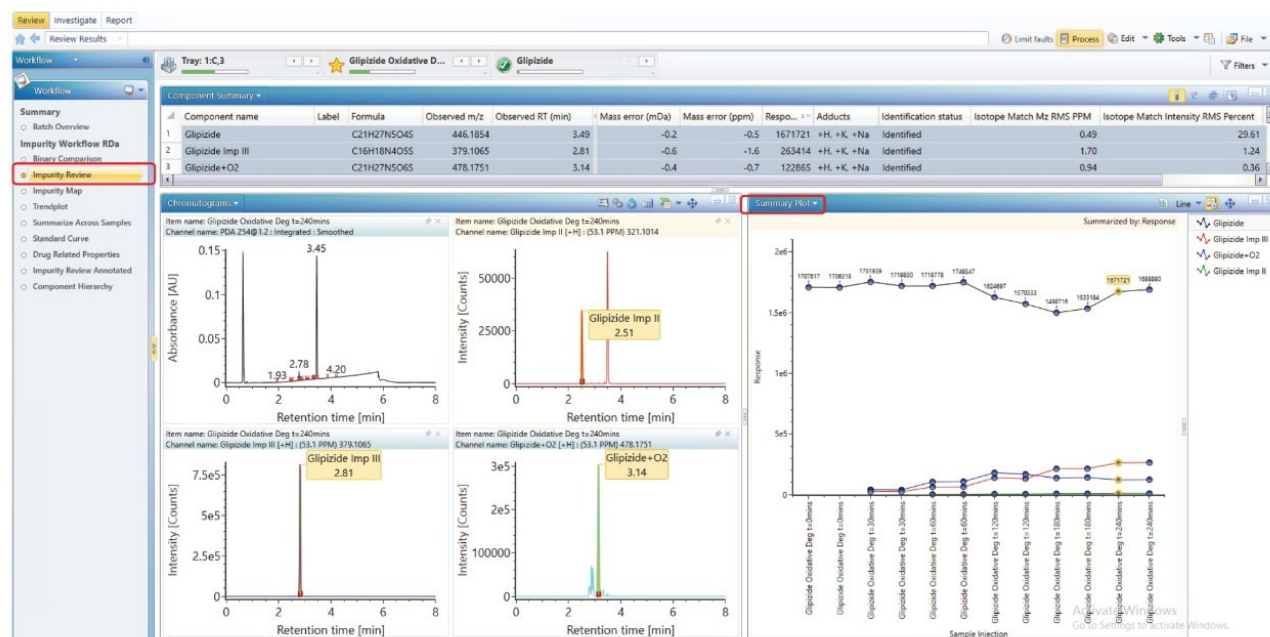 Review Investigate Report
Review Results
Limit faults Process Edit Tools File
Workflow
Tray: 1:C,3
Glipizide Oxidative D...
Glipizide
Filters
Workflow
Summary
Batch Overview
Impurity Workflow RDa
Binary Comparison
Impurity Review
Impurity Map
Trendplot
Summarize Across Samples
Standard Curve
Drug Related Properties
Impurity Review Annotated
Component Hierarchy
Component Summary
Component name Label Formula Observed m/z Observed RT (min) Mass error (mDa) Mass error (ppm) Respo... Adducts Identification status Isotope Match Mz RMS PPM Isotope Match Intensity RMS Percent
1 Glipizide C21H27N5O4S 446.1854 3.49 -0.2 -0.5 1671721 +H, +K, +Na Identified 0.49 29.61
2 Glipizide Imp III C16H18N4O5S 379.1065 2.81 -0.6 -1.6 263414 +H, +K, +Na Identified 1.70 1.24
3 Glipizide+O2 C21H27N5O6S 478.1751 3.14 -0.4 -0.7 122865 +H, +K, +Na Identified 0.94 0.36
Chromatograms
Item name: Glipizide Oxidative Deg t=240mins
Channel name: PDA 254@1.2 : Integrated : Smoothed
Absorbance [AU]
0.15
0.1
0.05
0
3.45
1.93
2.78
4.20
0 2 4 6 8
Retention time [min]
Item name: Glipizide Oxidative Deg t=240mins
Channel name: Glipizide Imp II [+H] : (53.1 PPM) 321.1014
Intensity [Counts]
50000
25000
0
Glipizide Imp II
2.51
0 2 4 6 8
Retention time [min]
Item name: Glipizide Oxidative Deg t=240mins
Channel name: Glipizide Imp III [+H] : (53.1 PPM) 379.1065
Intensity [Counts]
7.5e5
5e5
2.5e5
0
Glipizide Imp III
2.81
0 2 4 6 8
Retention time [min]
Item name: Glipizide Oxidative Deg t=240mins
Channel name: Glipizide+O2 [+H] : (53.1 PPM) 478.1751
Intensity [Counts]
3e5
2e5
100000
0
Glipizide+O2
3.14
0 2 4 6 8
Retention time [min]
Summary Plot
Line
Summarized by: Response
Glipizide
Glipizide Imp III
Glipizide+O2
Glipizide Imp II
Response
2e6
1.5e6
1e6
5e5
0
1707617 1706313 1751939 1718830 1718778 1749347 1624697 1570333 1498716 1533184 1671721 1688880
Glipizide Oxidative Deg t=0mins
Glipizide Oxidative Deg t=0mins
Glipizide Oxidative Deg t=30mins
Glipizide Oxidative Deg t=30mins
Glipizide Oxidative Deg t=60mins
Glipizide Oxidative Deg t=60mins
Glipizide Oxidative Deg t=120mins
Glipizide Oxidative Deg t=120mins
Glipizide Oxidative Deg t=180mins
Glipizide Oxidative Deg t=180mins
Glipizide Oxidative Deg t=240mins
Glipizide Oxidative Deg t=240mins
Sample Injection
Activate Windows
Go to Settings to activate Windows.